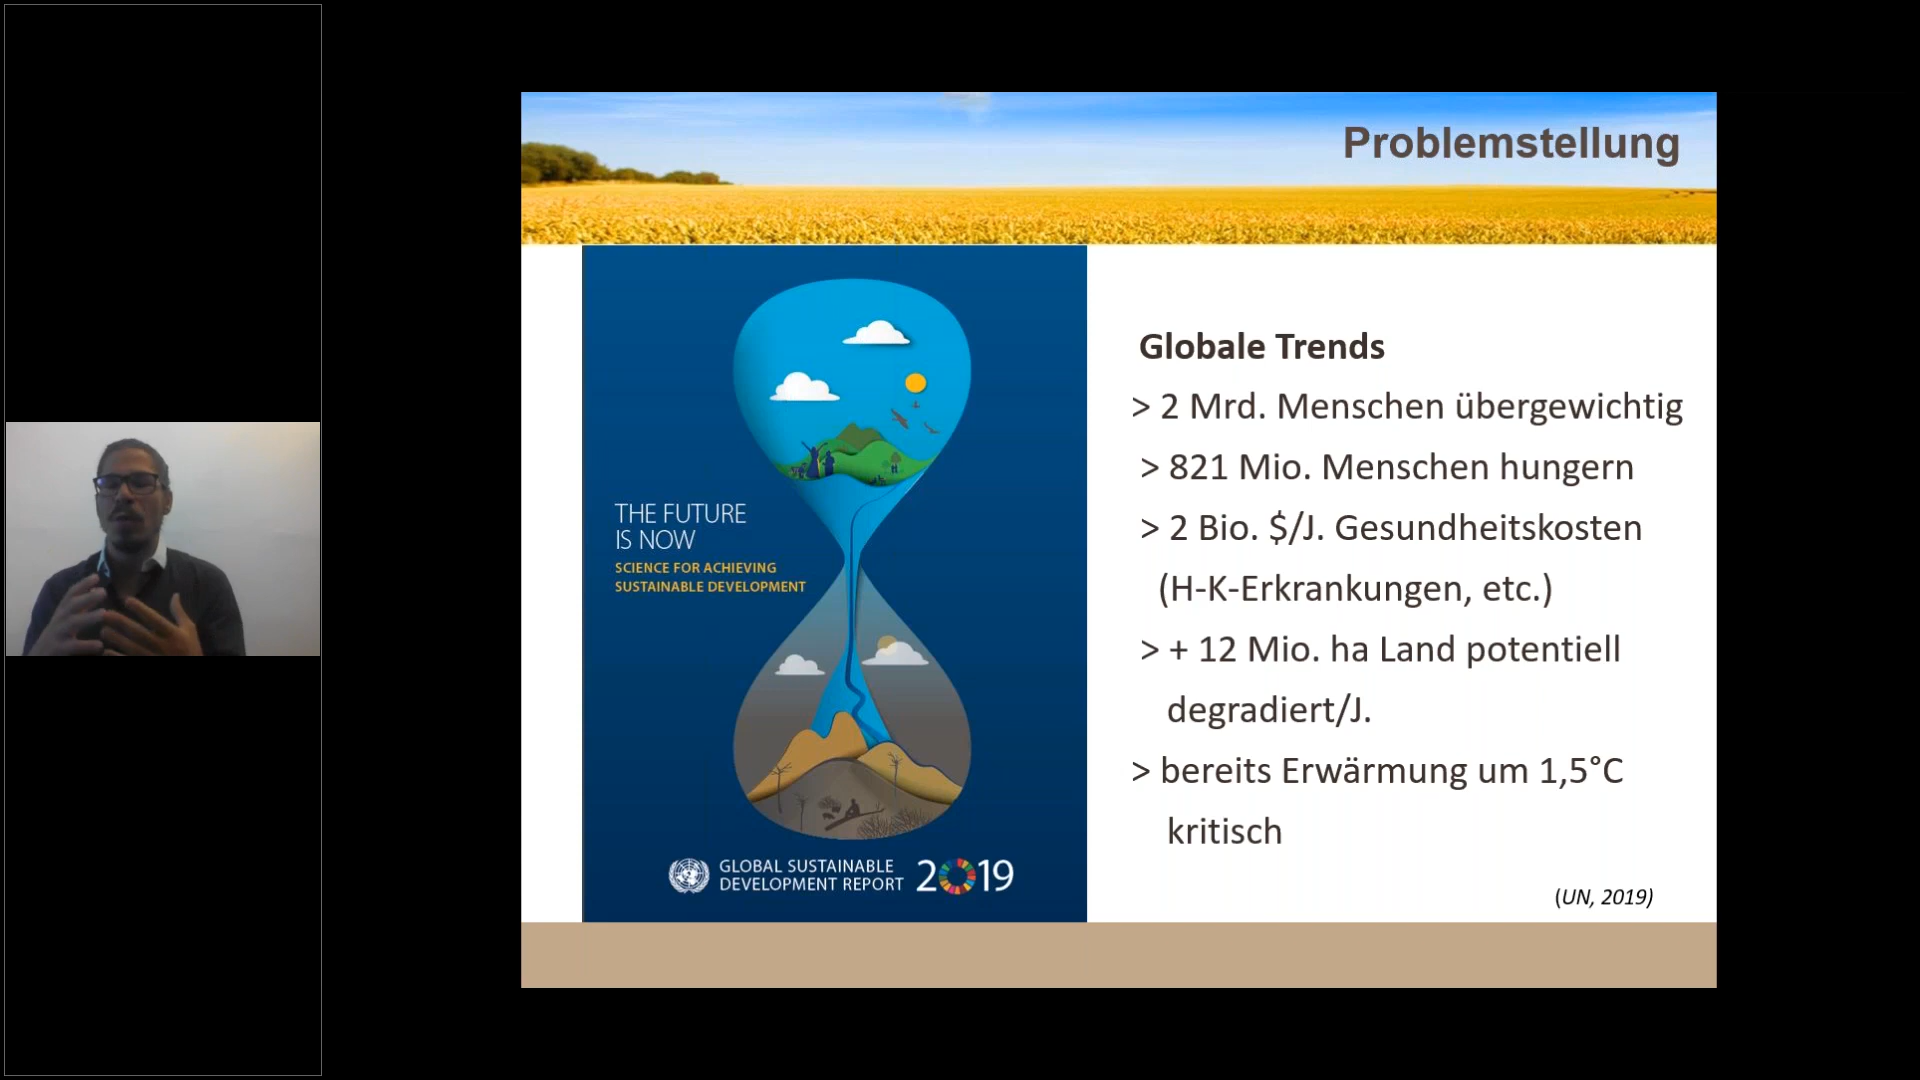 Problemstellung
THE FUTURE
IS NOW
SCIENCE FOR ACHIEVING
SUSTAINABLE DEVELOPMENT
GLOBAL SUSTAINABLE
DEVELOPMENT REPORT 2019
Globale Trends
> 2 Mrd. Menschen übergewichtig
> 821 Mio. Menschen hungern
> 2 Bio. $/J. Gesundheitskosten
(H-K-Erkrankungen, etc.)
> + 12 Mio. ha Land potentiell
degradiert/J.
> bereits Erwärmung um 1,5°C
kritisch
(UN, 2019)